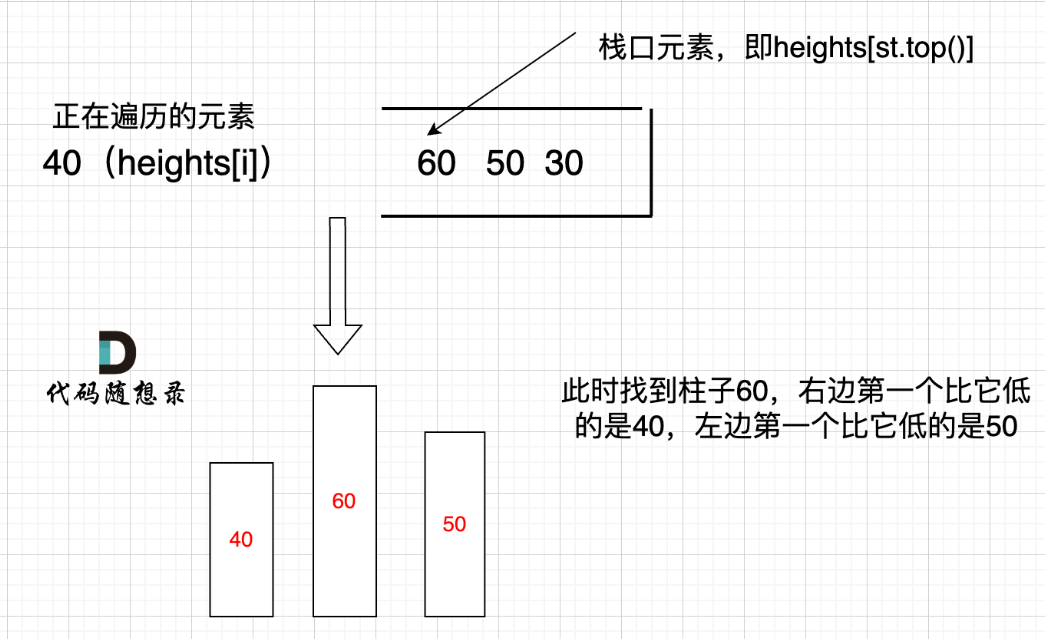 栈口元素，即heights[st.top()]
正在遍历的元素
40（heights[i]）
60 50 30
代码随想录
此时找到柱子60，右边第一个比它低
的是40，左边第一个比它低的是50
40
60
50